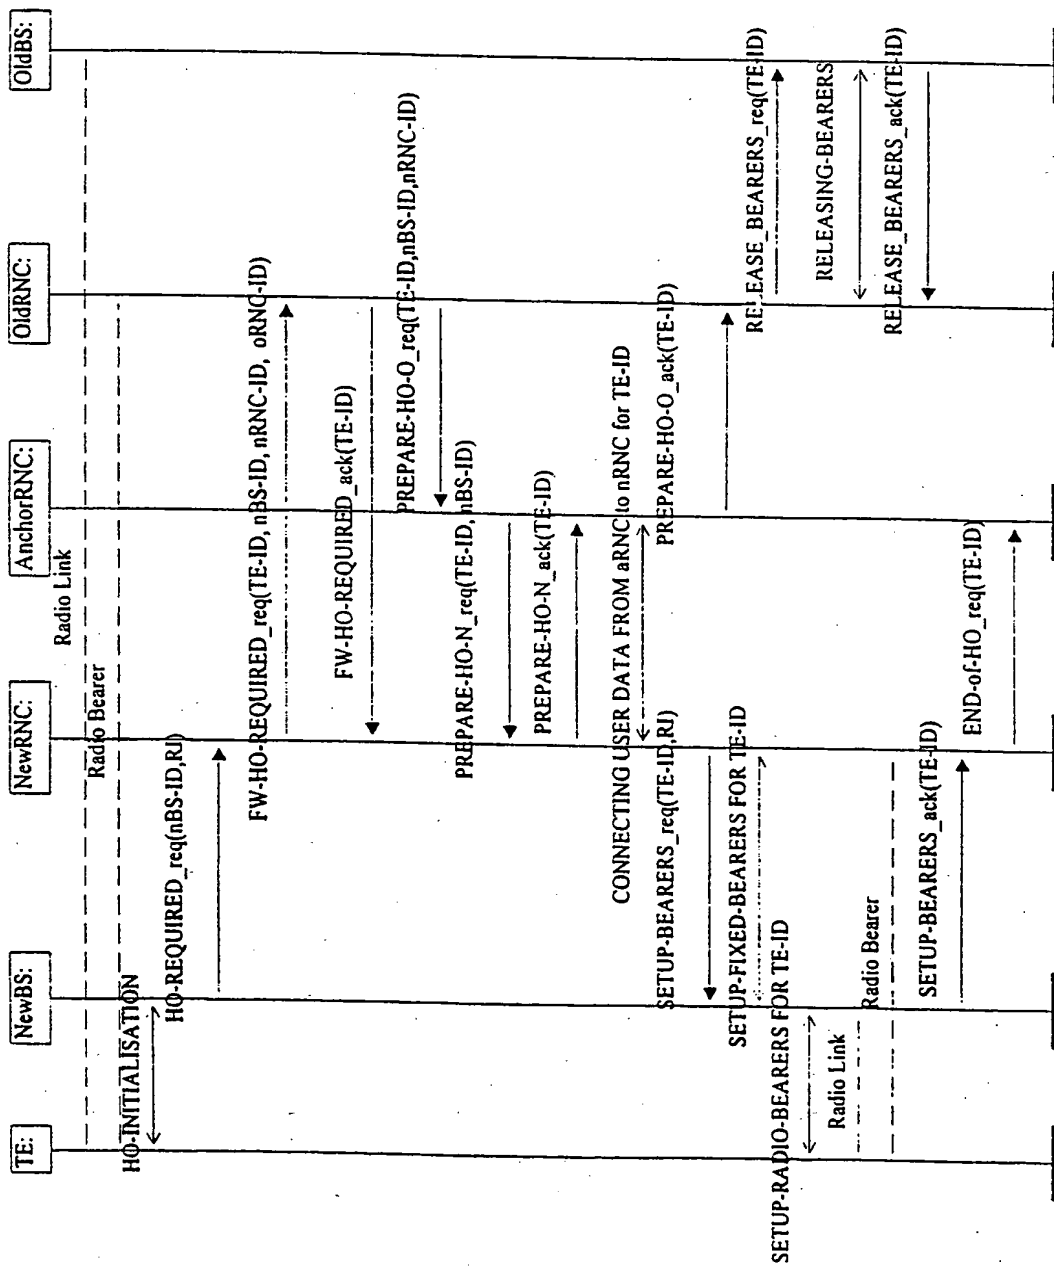 TE:
NewBS:
NewRNC:
AnchorRNC:
OldRNC:
OldBS:
Radio Link
Radio Bearer
HO-INITIALISATION
HO-REQUIRED_req(nBS-ID,RJ)
FW-HO-REQUIRED_req(TE-ID, nBS-ID, nRNC-ID, oRNC-ID)
FW-HO-REQUIRED_ack(TE-ID)
PREPARE-HO-O_req(TE-ID,nBS-ID,nRNC-ID)
PREPARE-HO-N_req(TE-ID, nBS-ID)
PREPARE-HO-N_ack(TE-ID)
CONNECTING USER DATA FROM aRNC to nRNC for TE-ID
SETUP-BEARERS_req(TE-ID,RJ)
PREPARE-HO-O_ack(TE-ID)
SETUP-FIXED-BEARERS FOR TE-ID
RELEASE_BEARERS_req(TE-ID)
SETUP-RADIO-BEARERS FOR TE-ID
RELEASING-BEARERS
Radio Link
Radio Bearer
RELEASE_BEARERS_ack(TE-ID)
SETUP-BEARERS_ack(TE-ID)
END-of-HO_req(TE-ID)